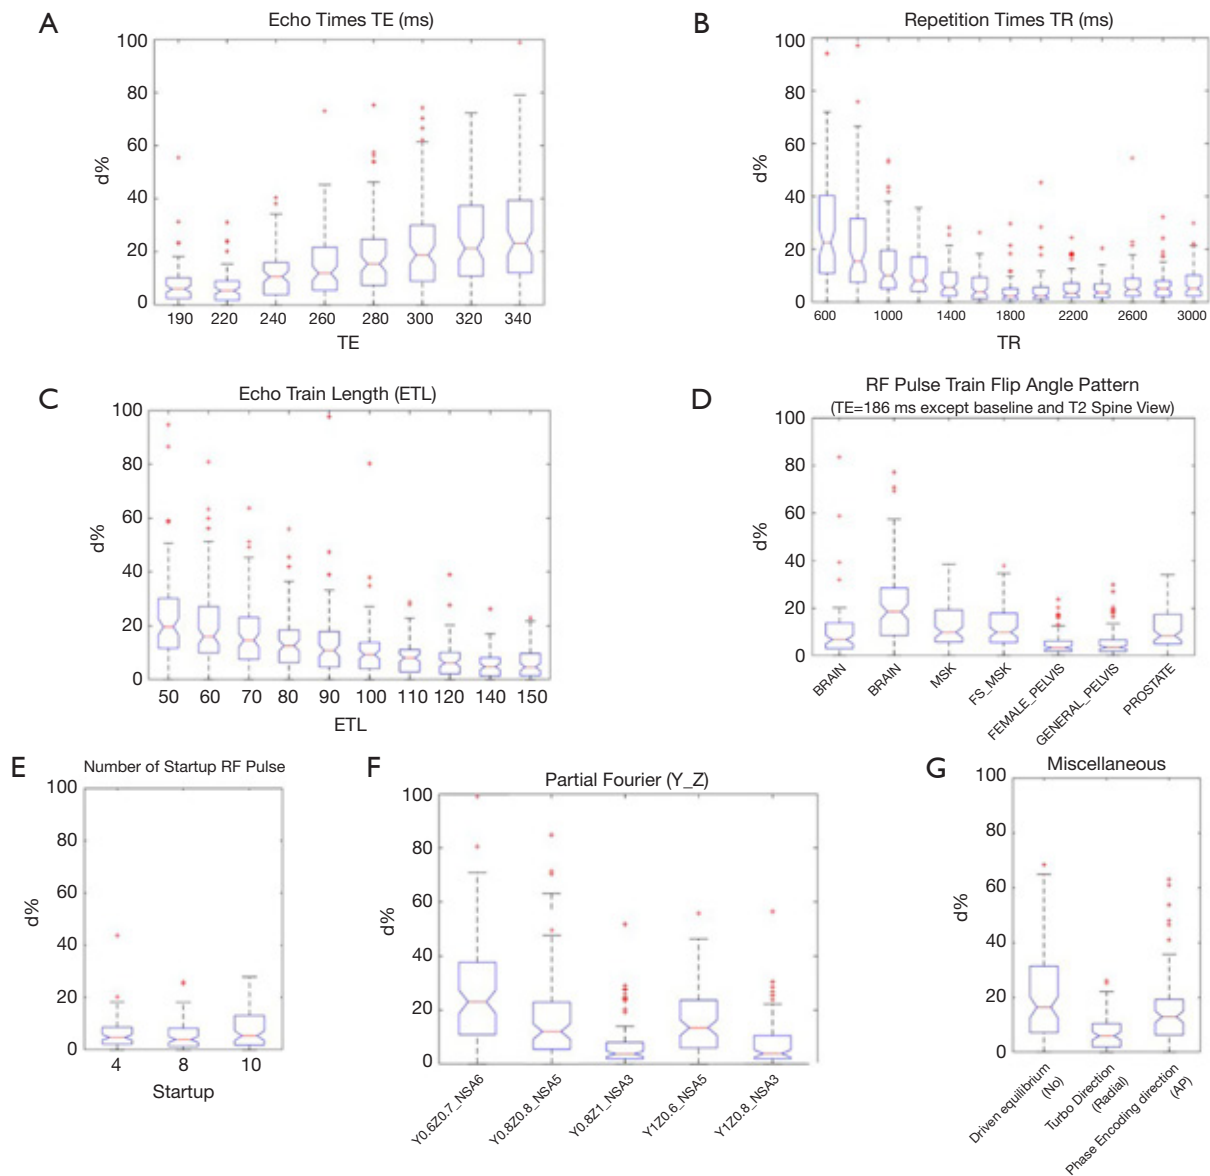 A
Echo Times TE (ms)
100
80
60
40
20
0
d%
190 220 240 260 280 300 320 340
TE
B
Repetition Times TR (ms)
100
80
60
40
20
0
d%
600 1000 1400 1800 2200 2600 3000
TR
C
Echo Train Length (ETL)
100
80
60
40
20
0
d%
50 60 70 80 90 100 110 120 140 150
ETL
D
RF Pulse Train Flip Angle Pattern
(TE=186 ms except baseline and T2 Spine View)
100
80
60
40
20
0
d%
BRAIN
BRAIN
MSK
FS_MSK
FEMALE_PELVIS
GENERAL_PELVIS
PROSTATE
E
Number of Startup RF Pulse
100
80
60
40
20
0
d%
4 8 10
Startup
F
Partial Fourier (Y_Z)
100
80
60
40
20
0
d%
Y0.6Z0.7_NSA6
Y0.8Z0.8_NSA5
Y0.8Z1_NSA3
Y1Z0.6_NSA5
Y1Z0.8_NSA3
G
Miscellaneous
100
80
60
40
20
0
d%
Driven equilibrium
(No)
Turbo Direction
(Radial)
Phase Encoding direction
(AP)